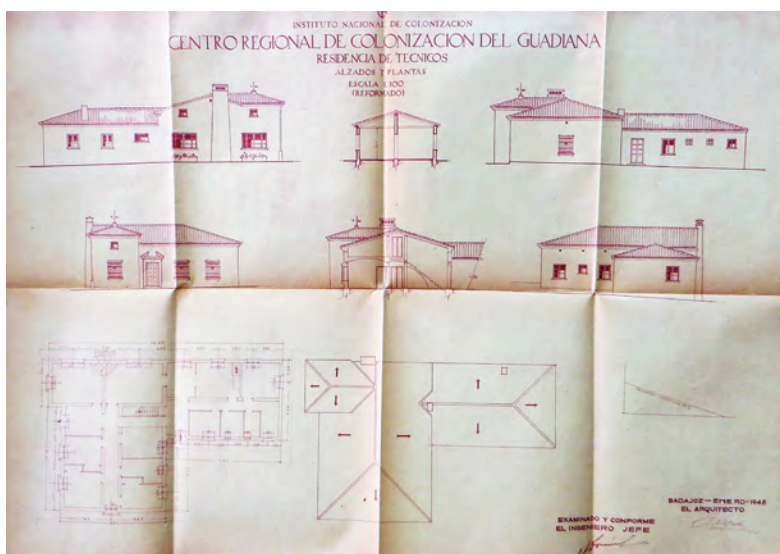 INSTITUTO NACIONAL DE COLONIZACION
CENTRO REGIONAL DE COLONIZACION DEL GUADIANA
RESIDENCIA DE TECNICOS
ALZADOS Y PLANTAS
ESCALA 1:100
(REFORMADO)
EXAMINADO Y CONFORME
EL INGENIERO JEFE
BADAJOZ - ENERO - 1948
EL ARQUITECTO